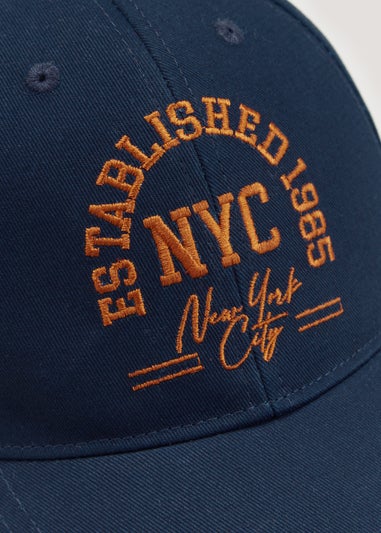 ESTABLISHED 1985
NYC
New York
City